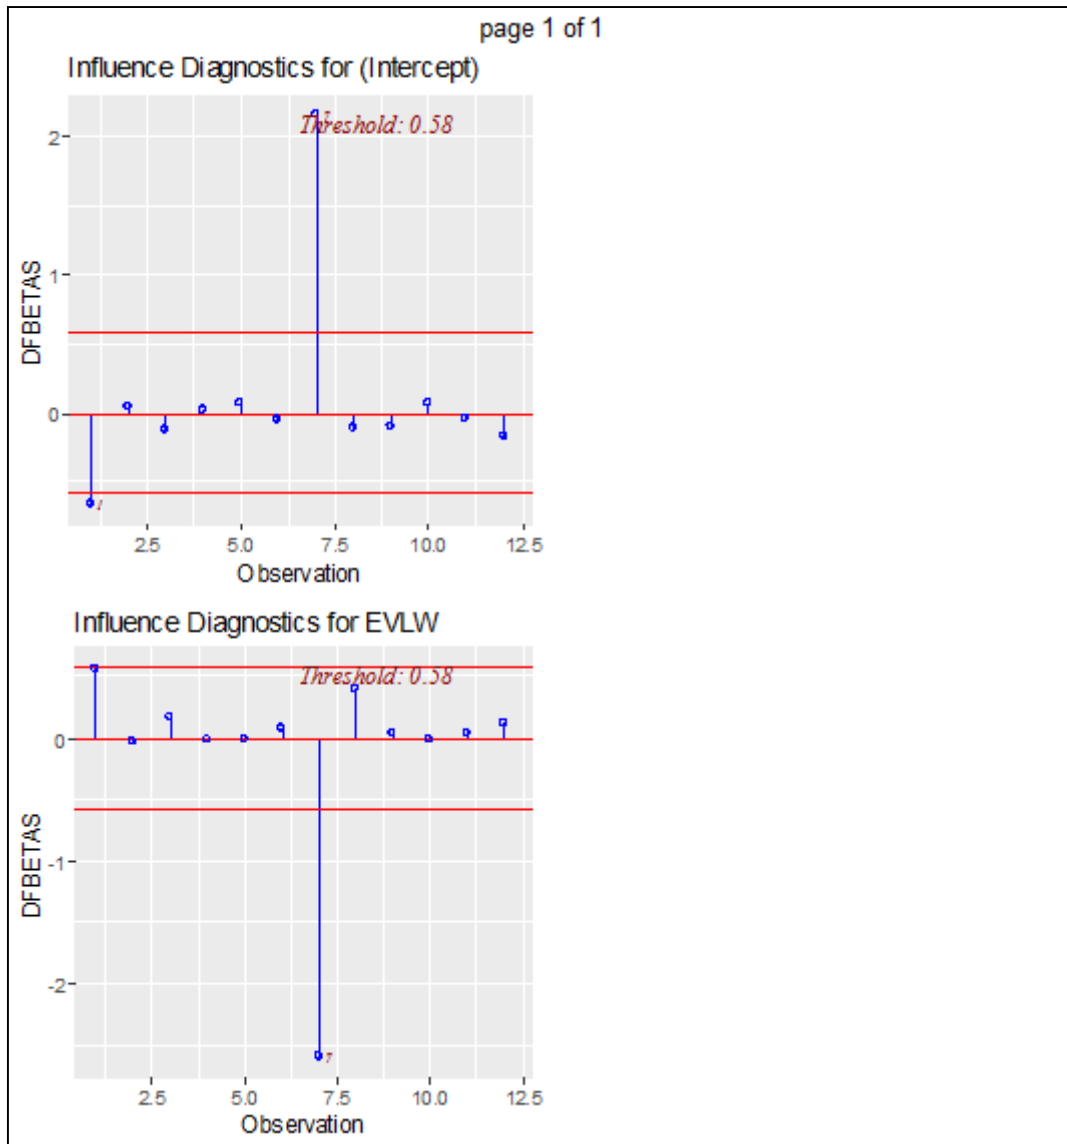 page 1 of 1
Influence Diagnostics for (Intercept)
7
Threshold: 0.58
2
1
0
1
DFBETAS
2.5 5.0 7.5 10.0 12.5
Observation
Influence Diagnostics for EVLW
Threshold: 0.58
0
-1
-2
7
DFBETAS
2.5 5.0 7.5 10.0 12.5
Observation